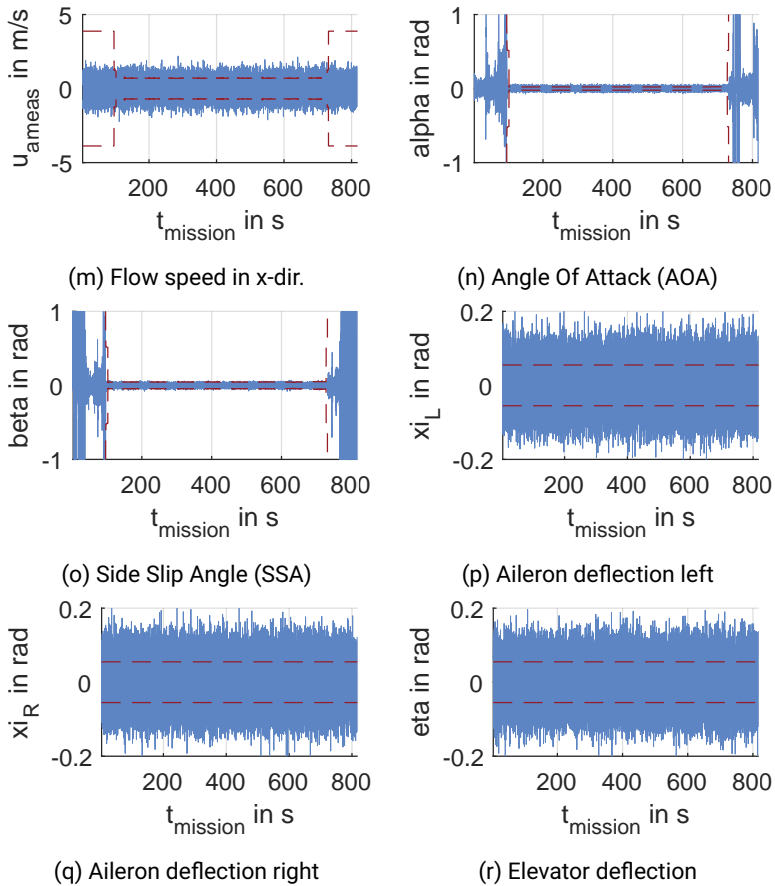 5
0
-5
u_ameas in m/s
200 400 600 800
t_mission in s
(m) Flow speed in x-dir.
1
0
-1
alpha in rad
200 400 600 800
t_mission in s
(n) Angle Of Attack (AOA)
1
0
-1
beta in rad
200 400 600 800
t_mission in s
(o) Side Slip Angle (SSA)
0.2
0
-0.2
xi_L in rad
200 400 600 800
t_mission in s
(p) Aileron deflection left
0.2
0
-0.2
xi_R in rad
200 400 600 800
t_mission in s
(q) Aileron deflection right
0.2
0
-0.2
eta in rad
200 400 600 800
t_mission in s
(r) Elevator deflection